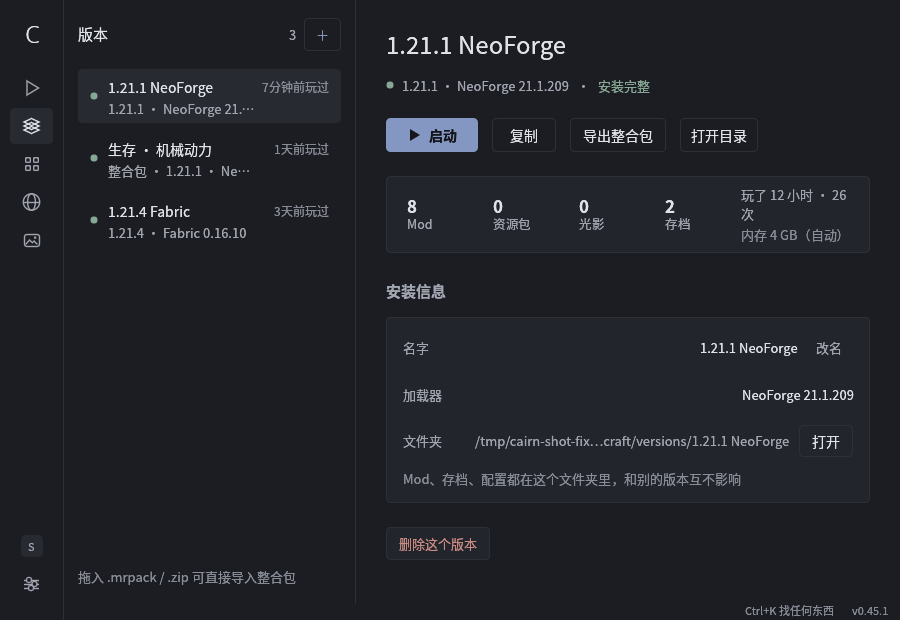 C
版本
3
+
1.21.1 NeoForge
7分钟前玩过
1.21.1 • NeoForge 21.…
生存 • 机械动力
1天前玩过
整合包 • 1.21.1 • Ne…
1.21.4 Fabric
3天前玩过
1.21.4 • Fabric 0.16.10
S
拖入 .mrpack / .zip 可直接导入整合包
1.21.1 NeoForge
1.21.1 • NeoForge 21.1.209 • 安装完整
启动
复制
导出整合包
打开目录
8
Mod
0
资源包
0
光影
2
存档
玩了 12 小时 • 26
次
内存 4 GB（自动）
安装信息
名字
1.21.1 NeoForge
改名
加载器
NeoForge 21.1.209
文件夹
/tmp/cairn-shot-fix…craft/versions/1.21.1 NeoForge
打开
Mod、存档、配置都在这个文件夹里，和别的版本互不影响
删除这个版本
Ctrl+K 找任何东西
v0.45.1